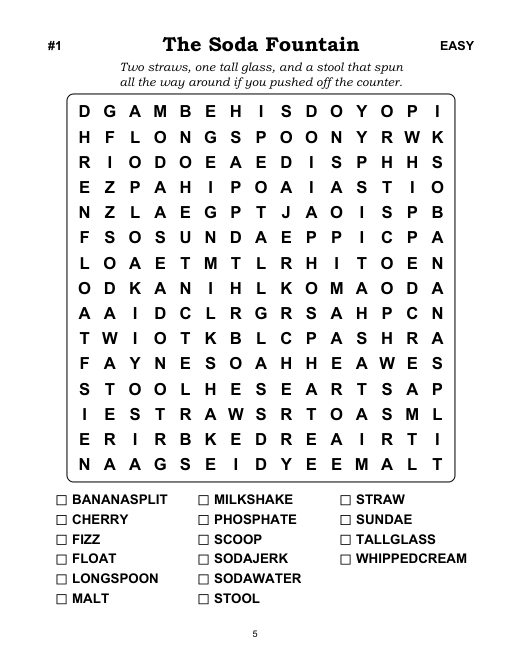 #1 The Soda Fountain EASY
Two straws, one tall glass, and a stool that spun
all the way around if you pushed off the counter.
D G A M B E H I S D O Y O P I
H F L O N G S P O O N Y R W K
R I O D O E A E D I S P H H S
E Z P A H I P O A I A S T I O
N Z L A E G P T J A O I S P B
F S O S U N D A E P P I C P A
L O A E T M T L R H I T O E N
O D K A N I H L K O M A O D A
A A I D C L R G R S A H P C N
T W I O T K B L C P A S H R A
F A Y N E S O A H H E A W E S
S T O O L H E S E A R T S A P
I E S T R A W S R T O A S M L
E R I R B K E D R E A I R T I
N A A G S E I D Y E E M A L T
BANANASPLIT MILKSHAKE STRAW
CHERRY PHOSPHATE SUNDAE
FIZZ SCOOP TALLGLASS
FLOAT SODAJERK WHIPPEDCREAM
LONGSPOON SODAWATER
MALT STOOL
5